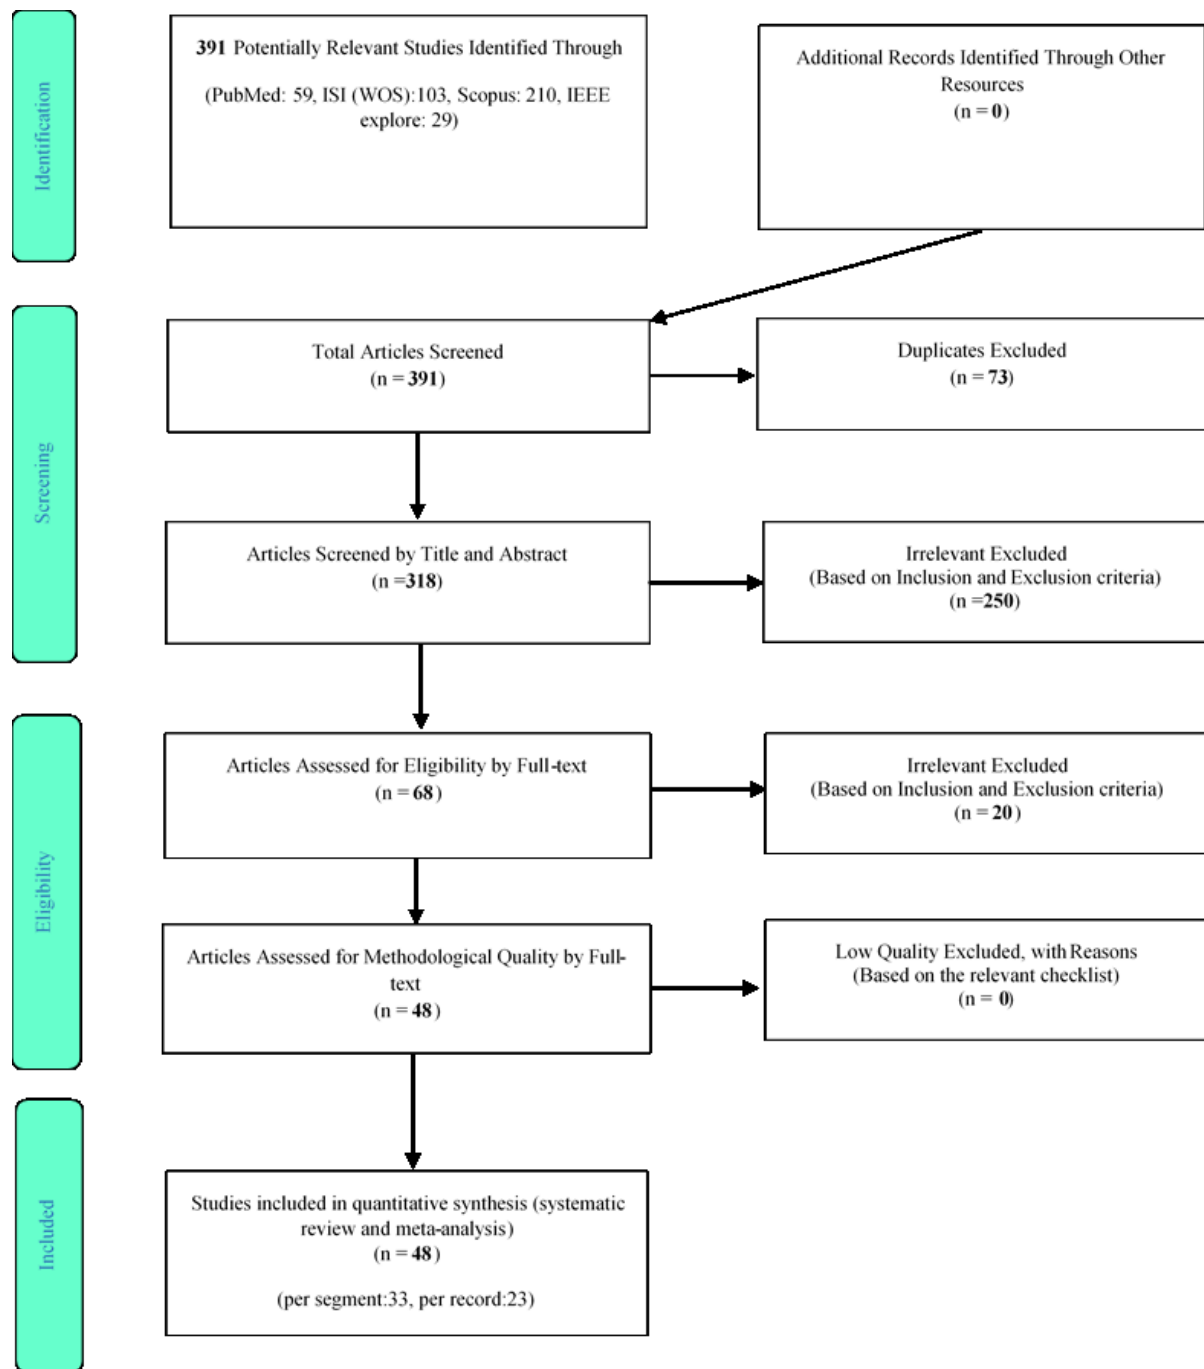 Identification
391 Potentially Relevant Studies Identified Through
(PubMed: 59, ISI (WOS):103, Scopus: 210, IEEE
explore: 29)
Additional Records Identified Through Other
Resources
(n = 0)
Screening
Total Articles Screened
(n = 391)
Duplicates Excluded
(n = 73)
Articles Screened by Title and Abstract
(n =318)
Irrelevant Excluded
(Based on Inclusion and Exclusion criteria)
(n =250)
Eligibility
Articles Assessed for Eligibility by Full-text
(n = 68)
Irrelevant Excluded
(Based on Inclusion and Exclusion criteria)
(n = 20)
Articles Assessed for Methodological Quality by Full-
text
(n = 48)
Low Quality Excluded, with Reasons
(Based on the relevant checklist)
(n = 0)
Included
Studies included in quantitative synthesis (systematic
review and meta-analysis)
(n = 48)
(per segment:33, per record:23)